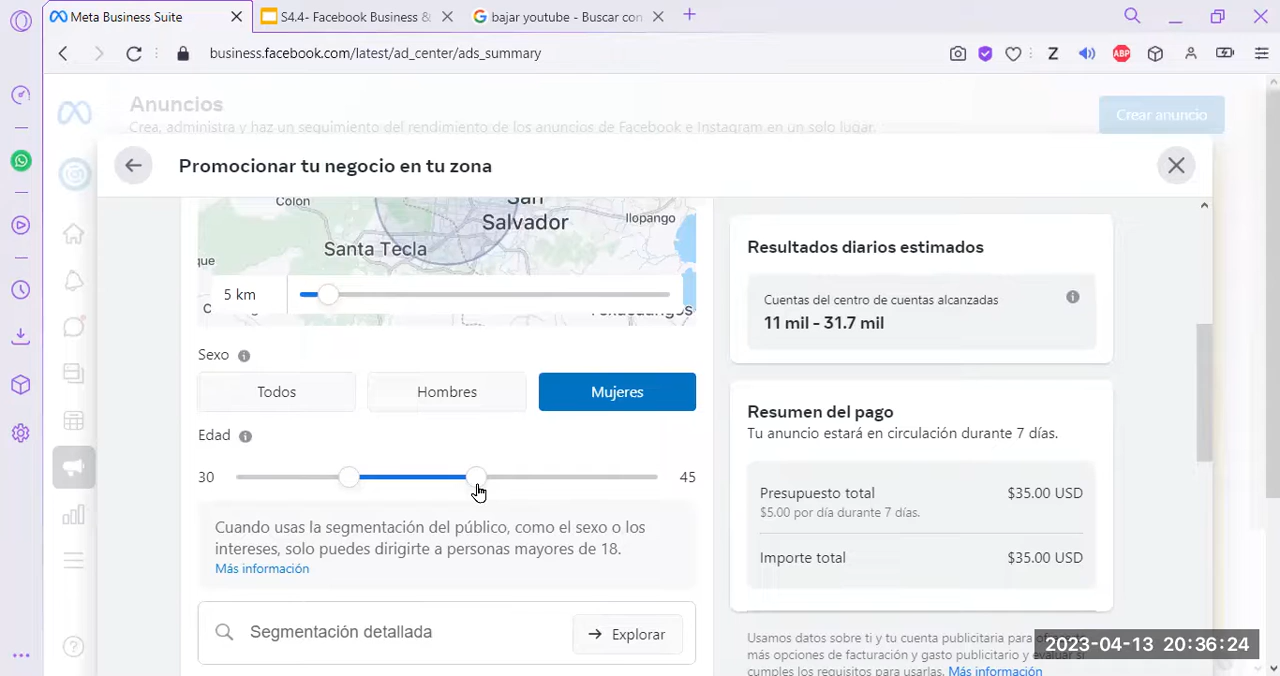 Meta Business Suite
S4.4- Facebook Business &
bajar youtube - Buscar con
business.facebook.com/latest/ad_center/ads_summary
Anuncios
Crea, administra y haz un seguimiento del rendimiento de los anuncios de Facebook e Instagram en un solo lugar.
Crear anuncio
Promocionar tu negocio en tu zona
Colón
San
Salvador
Ilopango
Santa Tecla
que
5 km
Sexo
Todos
Hombres
Mujeres
Edad
30
45
Cuando usas la segmentación del público, como el sexo o los
intereses, solo puedes dirigirte a personas mayores de 18.
Más información
Segmentación detallada
Explorar
Resultados diarios estimados
Cuentas del centro de cuentas alcanzadas
11 mil - 31.7 mil
Resumen del pago
Tu anuncio estará en circulación durante 7 días.
Presupuesto total
$35.00 USD
$5.00 por día durante 7 días.
Importe total
$35.00 USD
Usamos datos sobre ti y tu cuenta publicitaria para
más opciones de facturación y gasto publicitario y
cumples los requisitos para usarlas. Más información
ABP
2023-04-13 20:36:24